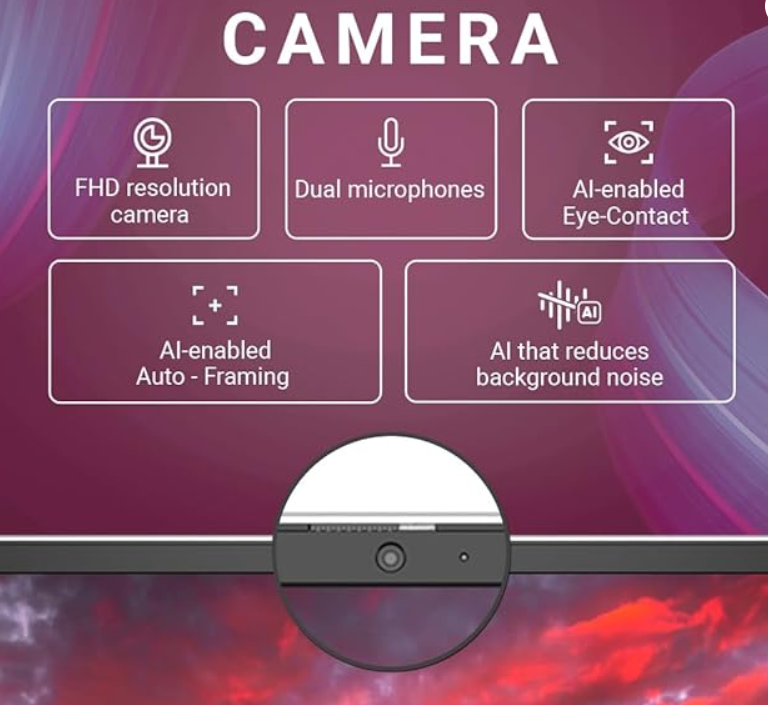 CAMERA
FHD resolution
camera
Dual microphones
AI-enabled
Eye-Contact
AI-enabled
Auto - Framing
AI
AI that reduces
background noise